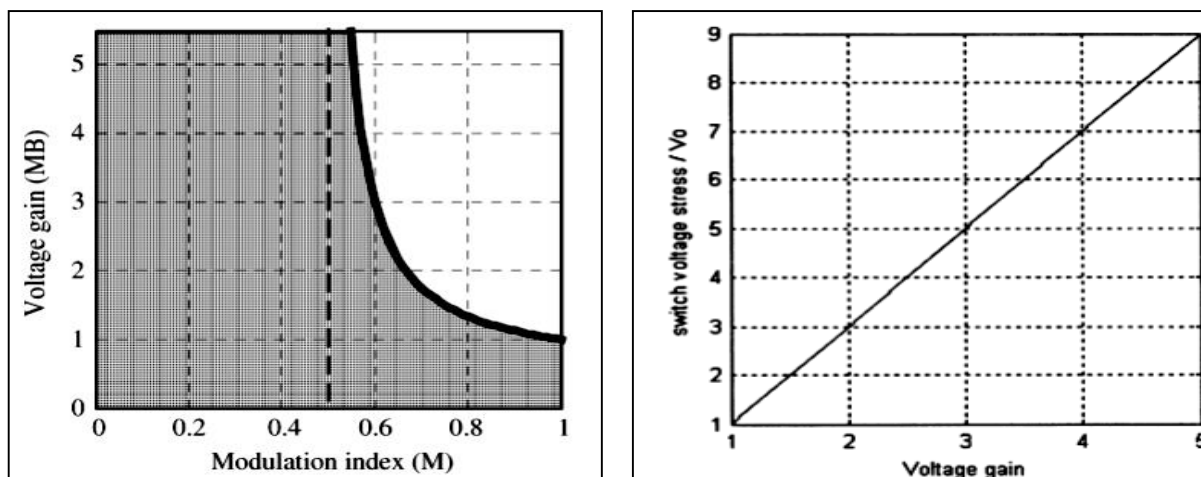 Voltage gain (MB)
5
4
3
2
1
0
0 0.2 0.4 0.6 0.8 1
Modulation index (M)
switch voltage stress / Vo
9
8
7
6
5
4
3
2
1
1 2 3 4 5
Voltage gain